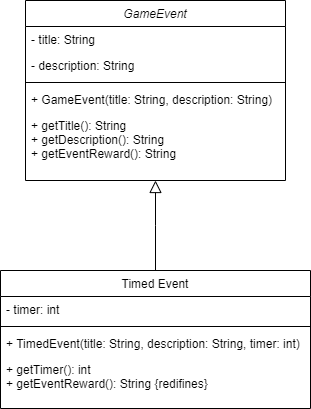 GameEvent
- title: String
- description: String
+ GameEvent(title: String, description: String)
+ getTitle(): String
+ getDescription(): String
+ getEventReward(): String
Timed Event
- timer: int
+ TimedEvent(title: String, description: String, timer: int)
+ getTimer(): int
+ getEventReward(): String {redifines}